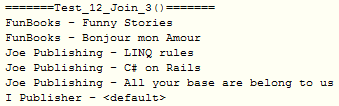 =======Test_12_Join_3()=======
FunBooks - Funny Stories
FunBooks - Bonjour mon Amour
Joe Publishing - LINQ rules
Joe Publishing - C# on Rails
Joe Publishing - All your base are belong to us
I Publisher - <default>